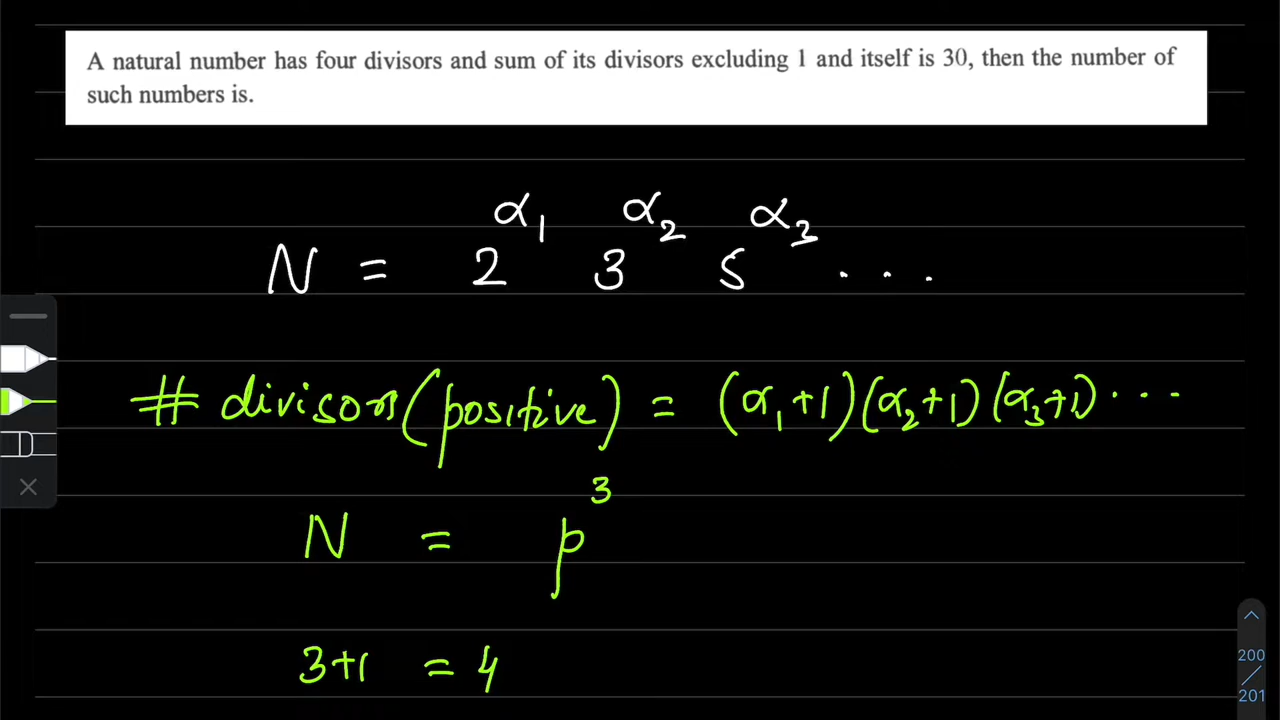 A natural number has four divisors and sum of its divisors excluding 1 and itself is 30, then the number of
such numbers is.
N = 2^α₁ 3^α₂ 5^α₃ ....
# divisors (positive) = (α₁+1)(α₂+1)(α₃+1)...
N = p³
3+1 = 4
200
/
201